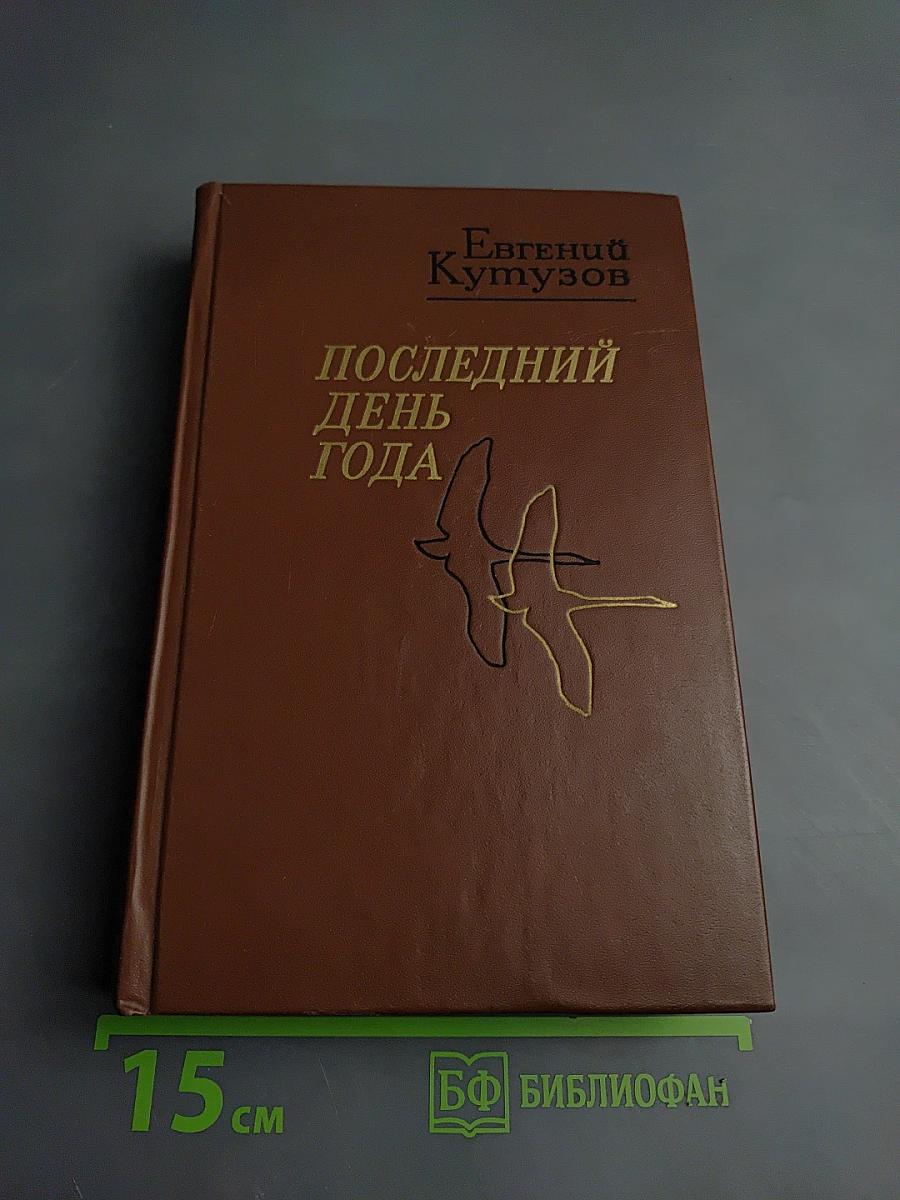 Евгений
Кутузов
ПОСЛЕДНИЙ
ДЕНЬ
ГОДА
15 см
БФ БИБЛИОФАН